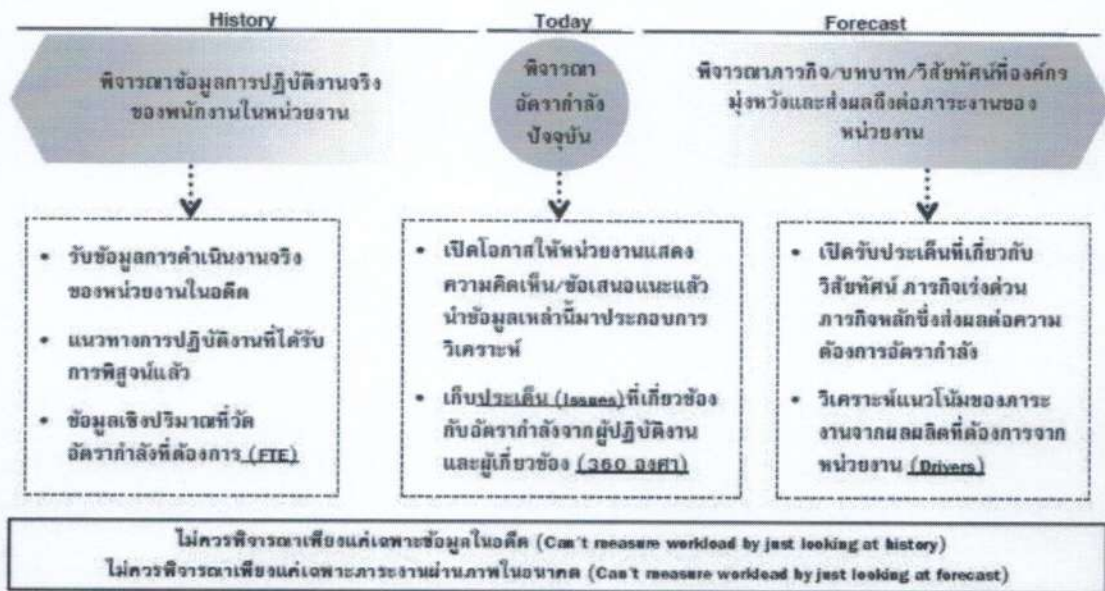 History
Today
Forecast
พิจารณาข้อมูลการปฏิบัติงานจริง
ของพนักงานในหน่วยงาน
พิจารณา
อัตรากำลัง
ปัจจุบัน
พิจารณาภารกิจ/บทบาท/วิสัยทัศน์ที่องค์กร
มุ่งหวังและส่งผลถึงต่อภาระงานของ
หน่วยงาน
• รับข้อมูลการดำเนินงานจริง
ของหน่วยงานในอดีต
• แนวทางการปฏิบัติงานที่ได้รับ
การพิสูจน์แล้ว
• ข้อมูลเชิงปริมาณที่วัด
อัตรากำลังที่ต้องการ (FTE)
• เปิดโอกาสให้หน่วยงานแสดง
ความคิดเห็น/ข้อเสนอแนะแล้ว
นำข้อมูลเหล่านี้มาประกอบการ
วิเคราะห์
• เก็บประเด็น (Issues)ที่เกี่ยวข้อง
กับอัตรากำลังจากผู้ปฏิบัติงาน
และผู้เกี่ยวข้อง (360 องศา)
• เปิดรับประเด็นที่เกี่ยวกับ
วิสัยทัศน์ ภารกิจเร่งด่วน
ภารกิจหลักซึ่งส่งผลต่อความ
ต้องการอัตรากำลัง
• วิเคราะห์แนวโน้มของภาระ
งานจากผลผลิตที่ต้องการจาก
หน่วยงาน (Drivers)
ไม่ควรพิจารณาเพียงแค่เฉพาะข้อมูลในอดีต (Can't measure workload by just looking at history)
ไม่ควรพิจารณาเพียงแค่เฉพาะภาระงานผ่านภาพในอนาคต (Can't measure workload by just looking at forecast)